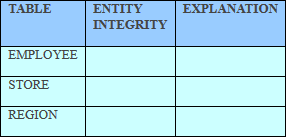 TABLE ENTITY INTEGRITY EXPLANATION
EMPLOYEE
STORE
REGION